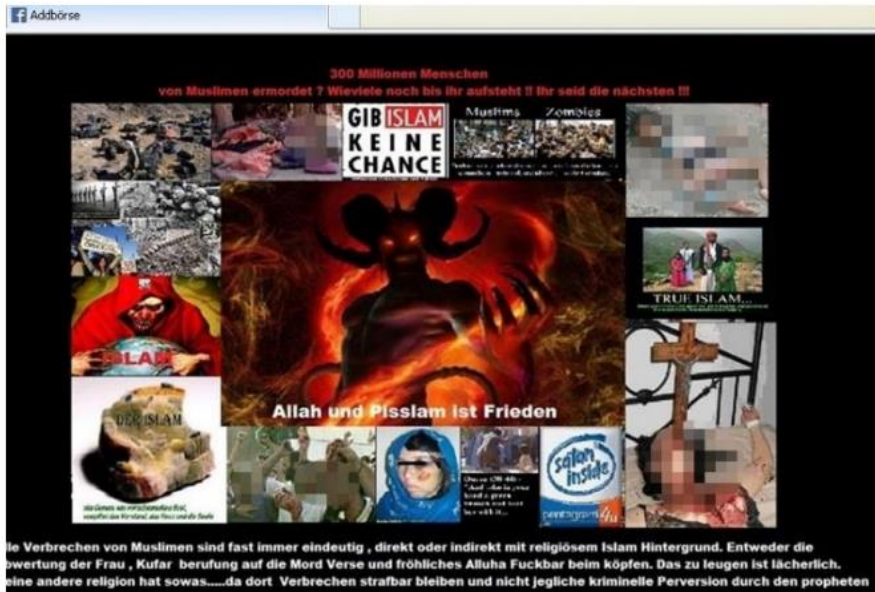 Addbörse
300 Millionen Menschen
von Muslimen ermordet ? Wieviele noch bis ihr aufsteht !! Ihr seid die nächsten !!!
GIB ISLAM
KEINE
CHANCE
Muslims Zombies
TRUE ISLAM...
ISLAM
DER ISLAM
Allah und Pisslam ist Frieden
satan
inside
pentagram4u
lle Verbrechen von Muslimen sind fast immer eindeutig , direkt oder indirekt mit religiösem Islam Hintergrund. Entweder die
bwertung der Frau , Kufar berufung auf die Mord Verse und fröhliches Alluha Fuckbar beim köpfen. Das zu leugen ist lächerlich.
eine andere religion hat sowas.....da dort Verbrechen strafbar bleiben und nicht jegliche kriminelle Perversion durch den propheten